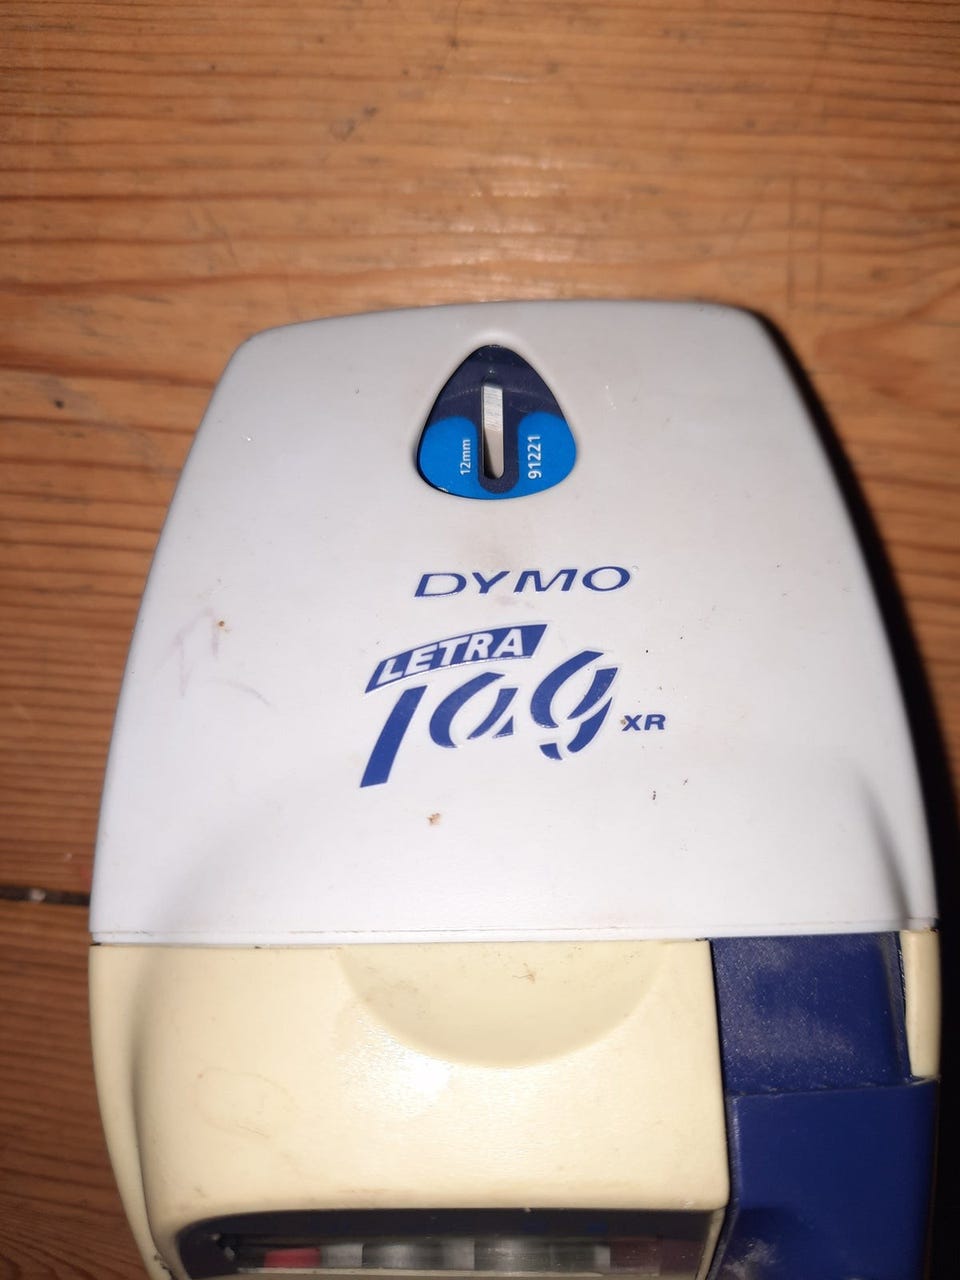 12mm
91221
DYMO
LETRA
Tag XR